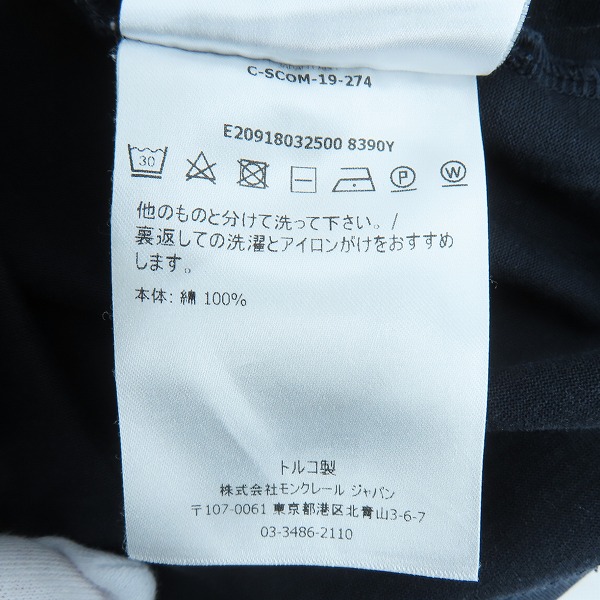 C-SCOM-19-274
E20918032500 8390Y
30 P W
他のものと分けて洗って下さい。/
裏返しての洗濯とアイロンがけをおすすめ
します。
本体: 綿 100%
トルコ製
株式会社モンクレール ジャパン
〒107-0061 東京都港区北青山3-6-7
03-3486-2110